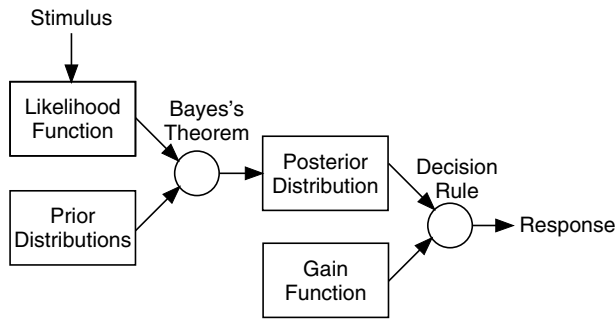 Stimulus
Likelihood
Function
Bayes's
Theorem
Prior
Distributions
Posterior
Distribution
Decision
Rule
Gain
Function
Response